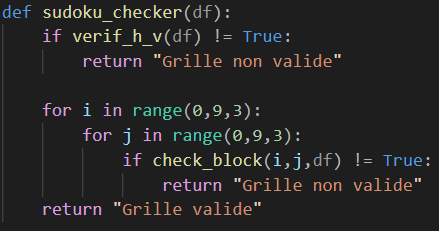 def sudoku_checker(df):
    if verif_h_v(df) != True:
        return "Grille non valide"

    for i in range(0,9,3):
        for j in range(0,9,3):
            if check_block(i,j,df) != True:
                return "Grille non valide"
    return "Grille valide"